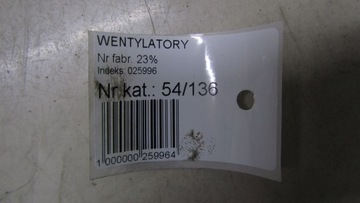 WENTYLATORY
Nr fabr. 23%
Indeks: 025996
Nr kat.: 54/136
1 000000 259964